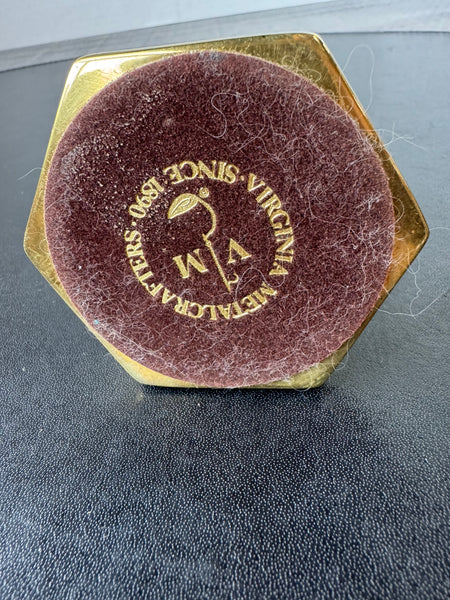 VIRGINIA METALCRAFTERS · SINCE 1890 ·
V M